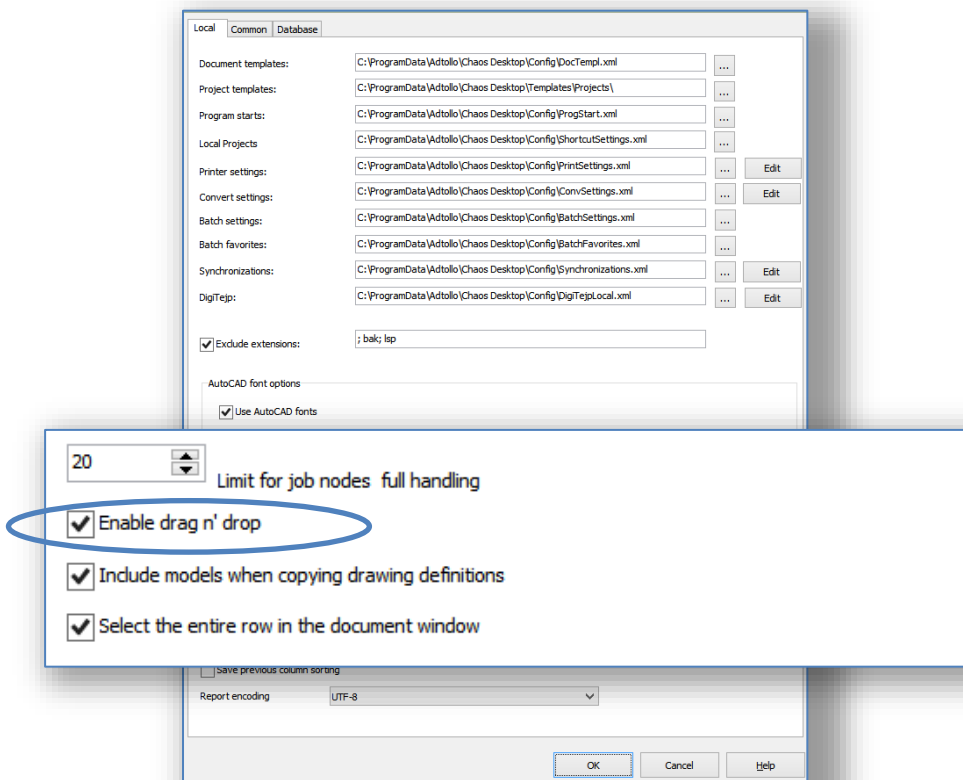 Local Common Database
Document templates: C:\ProgramData\Adtollo\Chaos Desktop\Config\DocTempl.xml ...
Project templates: C:\ProgramData\Adtollo\Chaos Desktop\Templates\Projects\ ...
Program starts: C:\ProgramData\Adtollo\Chaos Desktop\Config\ProgStart.xml ...
Local Projects C:\ProgramData\Adtollo\Chaos Desktop\Config\ShortcutSettings.xml ...
Printer settings: C:\ProgramData\Adtollo\Chaos Desktop\Config\PrintSettings.xml ... Edit
Convert settings: C:\ProgramData\Adtollo\Chaos Desktop\Config\ConvSettings.xml ... Edit
Batch settings: C:\ProgramData\Adtollo\Chaos Desktop\Config\BatchSettings.xml ...
Batch favorites: C:\ProgramData\Adtollo\Chaos Desktop\Config\BatchFavorites.xml ...
Synchronizations: C:\ProgramData\Adtollo\Chaos Desktop\Config\Synchronizations.xml ... Edit
DigiTejp: C:\ProgramData\Adtollo\Chaos Desktop\Config\DigiTejpLocal.xml ... Edit
Exclude extensions: ; bak; lsp
AutoCAD font options
Use AutoCAD fonts
20 Limit for job nodes full handling
Enable drag n' drop
Include models when copying drawing definitions
Select the entire row in the document window
Save previous column sorting
Report encoding UTF-8
OK Cancel Help